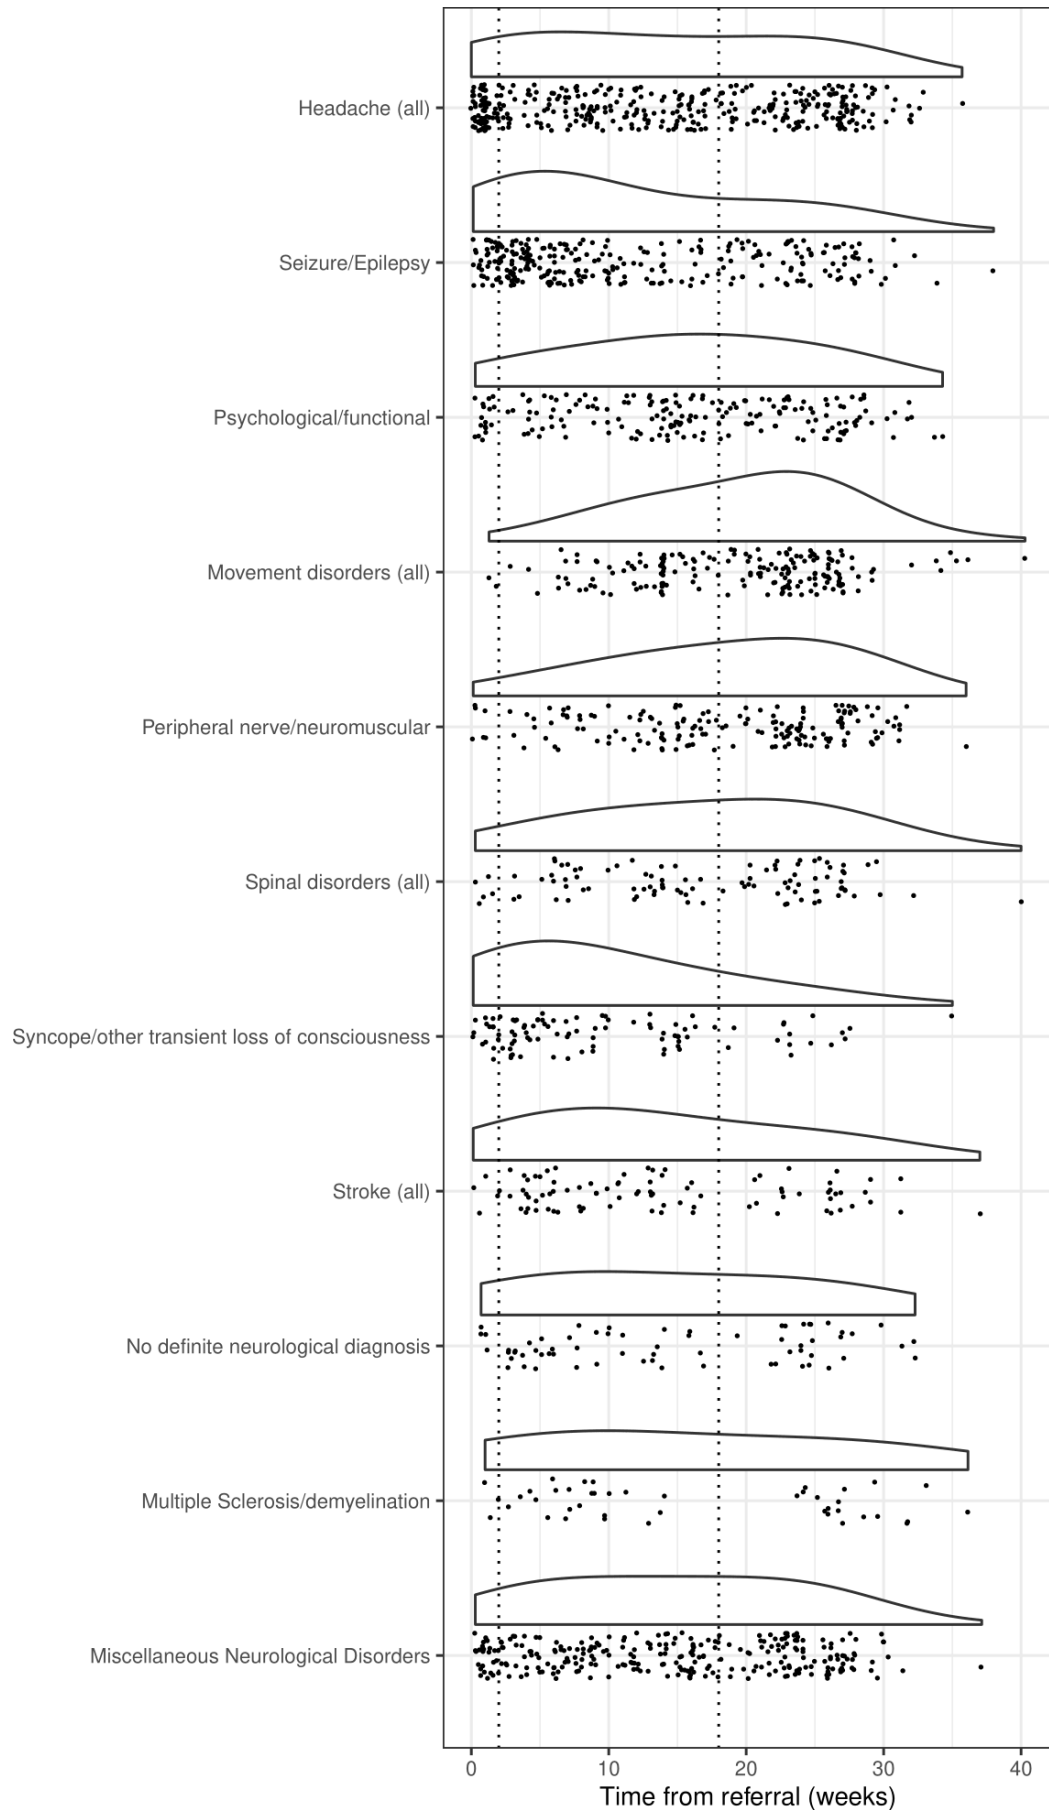 Headache (all)
Seizure/Epilepsy
Psychological/functional
Movement disorders (all)
Peripheral nerve/neuromuscular
Spinal disorders (all)
Syncope/other transient loss of consciousness
Stroke (all)
No definite neurological diagnosis
Multiple Sclerosis/demyelination
Miscellaneous Neurological Disorders
0 10 20 30 40
Time from referral (weeks)